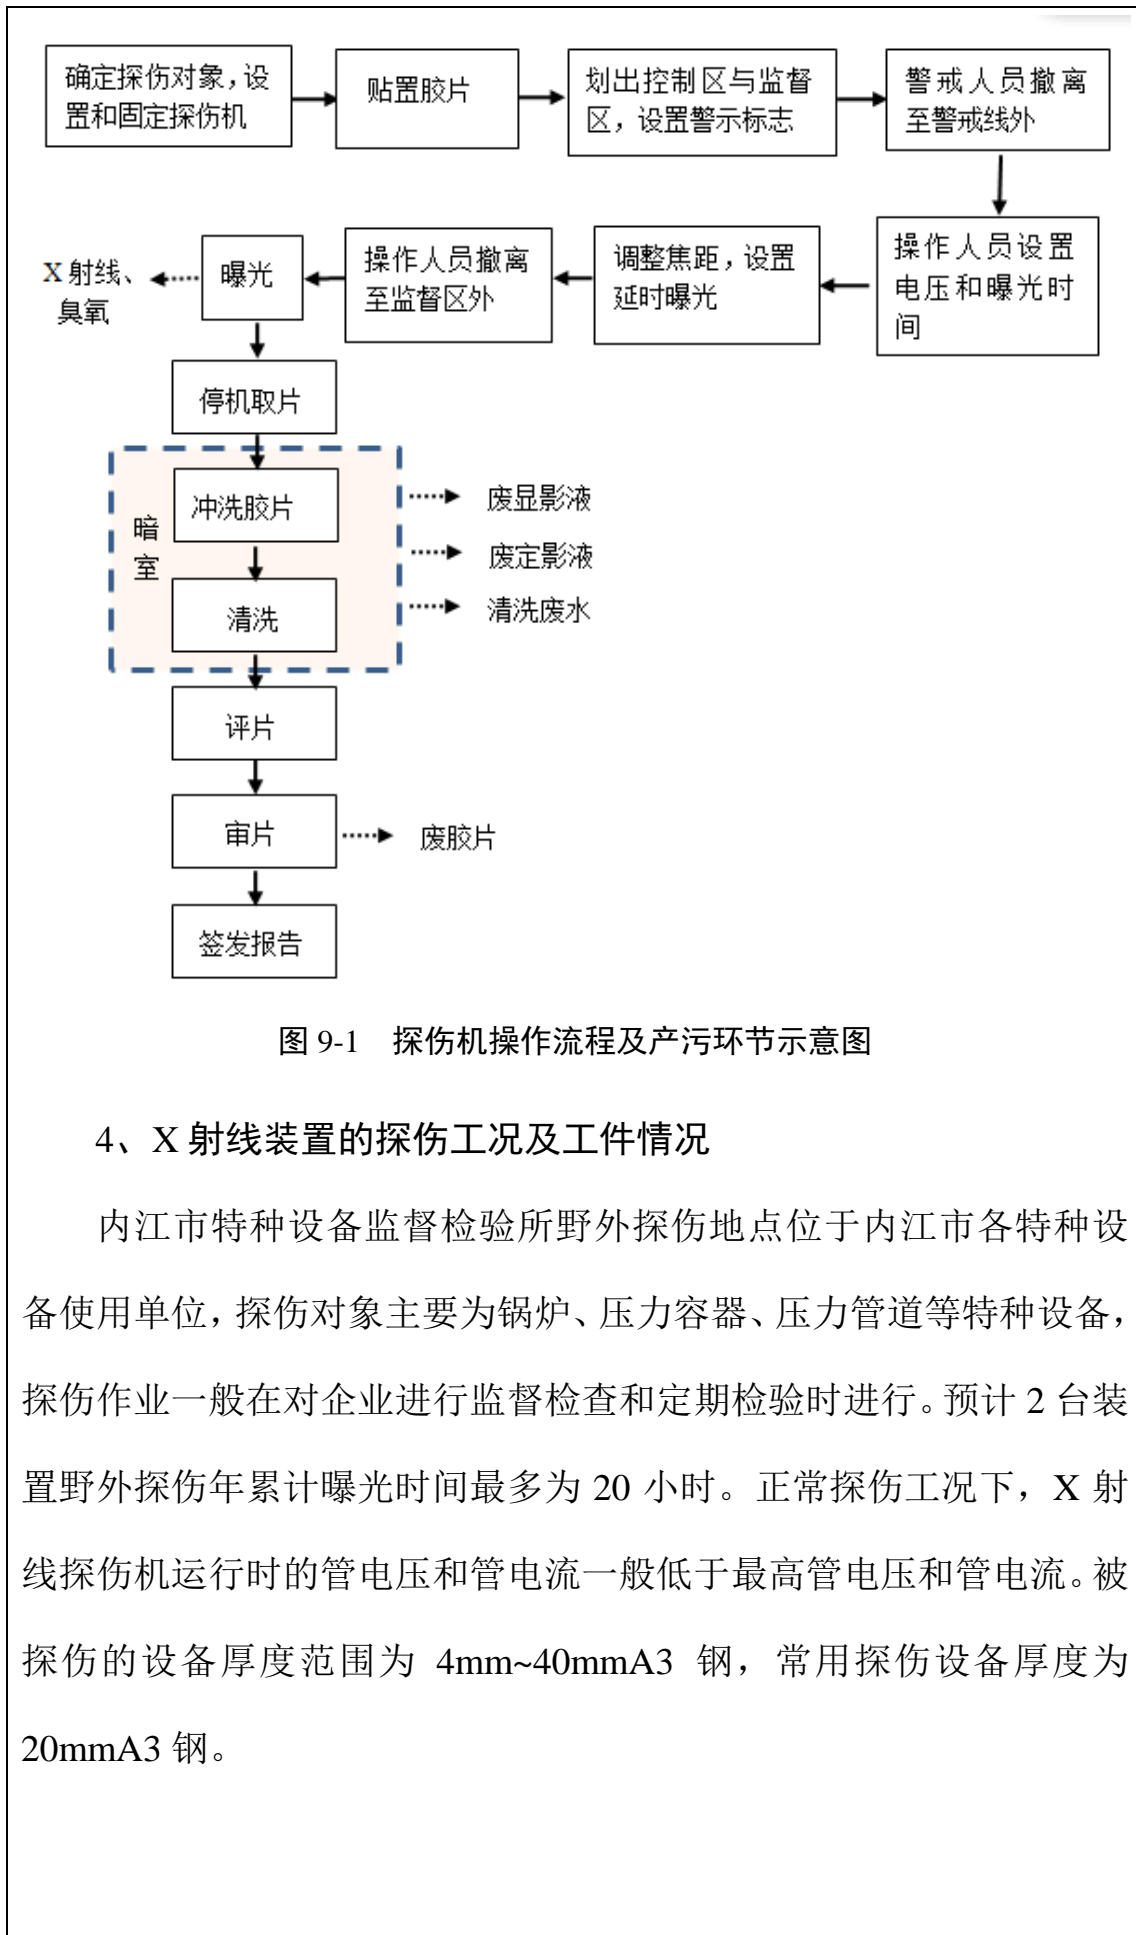 确定探伤对象，设
置和固定探伤机
贴置胶片
划出控制区与监督
区，设置警示标志
警戒人员撤离
至警戒线外
操作人员设置
电压和曝光时
间
调整焦距，设置
延时曝光
操作人员撤离
至监督区外
曝光
X 射线、
臭氧
停机取片
暗
室
冲洗胶片
清洗
废显影液
废定影液
清洗废水
评片
审片
废胶片
签发报告
图 9-1 探伤机操作流程及产污环节示意图
4、X 射线装置的探伤工况及工件情况
内江市特种设备监督检验所野外探伤地点位于内江市各特种设
备使用单位，探伤对象主要为锅炉、压力容器、压力管道等特种设备，
探伤作业一般在对企业进行监督检查和定期检验时进行。预计 2 台装
置野外探伤年累计曝光时间最多为 20 小时。正常探伤工况下，X 射
线探伤机运行时的管电压和管电流一般低于最高管电压和管电流。被
探伤的设备厚度范围为 4mm~40mmA3 钢，常用探伤设备厚度为
20mmA3 钢。